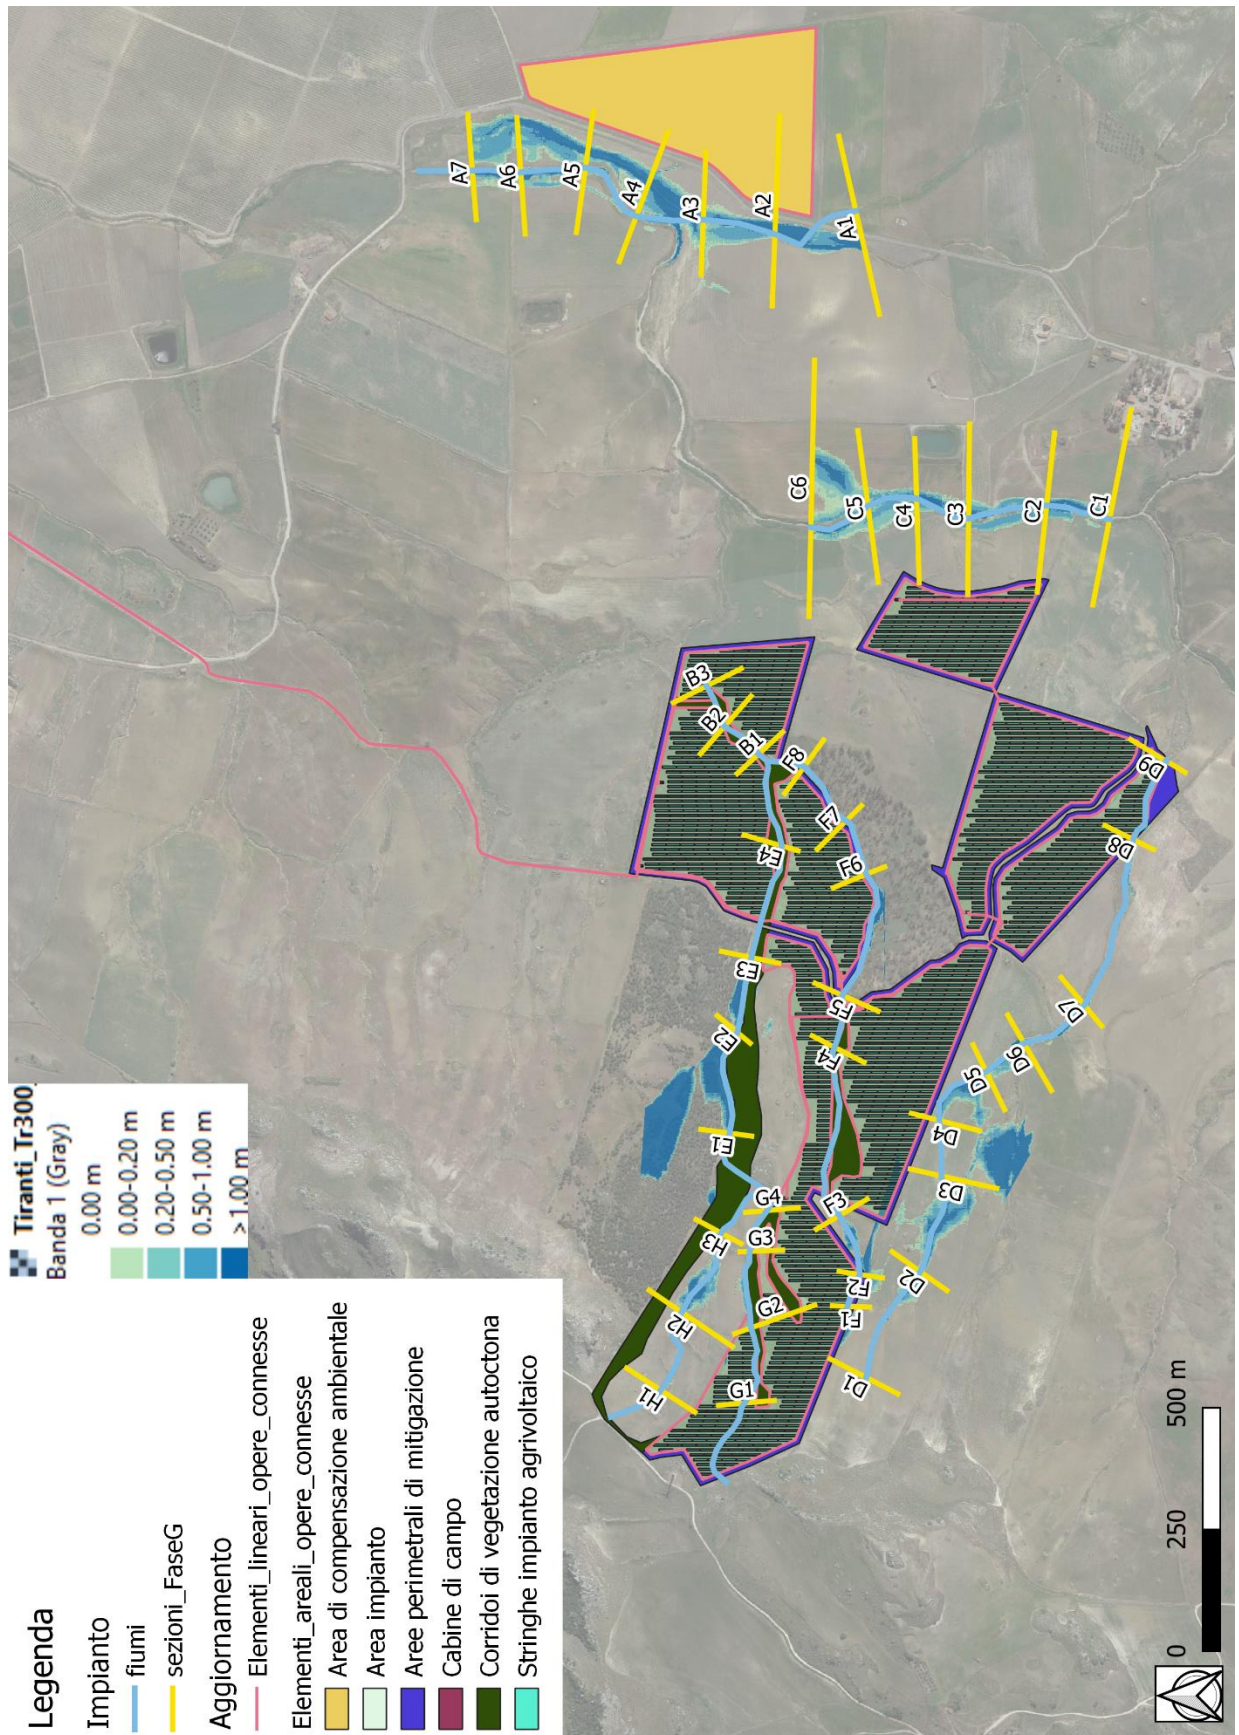 Legenda
Impianto
fiumi
sezioni_FaseG
Aggiornamento
Elementi_lineari_opere_connesse
Elementi_areali_opere_connesse
Area di compensazione ambientale
Area impianto
Aree perimetrali di mitigazione
Cabine di campo
Corridoi di vegetazione autoctona
Stringhe impianto agrivoltaico
Tiranti_Tr300
Banda 1 (Gray)
0.00 m
0.00-0.20 m
0.20-0.50 m
0.50-1.00 m
> 1.00 m
A7
A6
A5
A4
A3
A2
A1
C6
C5
C4
C3
C2
C1
B3
B2
B1
F8
F7
F6
F5
F4
F3
F2
F1
E4
E3
E2
E1
G4
G3
G2
G1
H3
H2
H1
D9
D8
D7
D6
D5
D4
D3
D2
D1
0
250
500 m